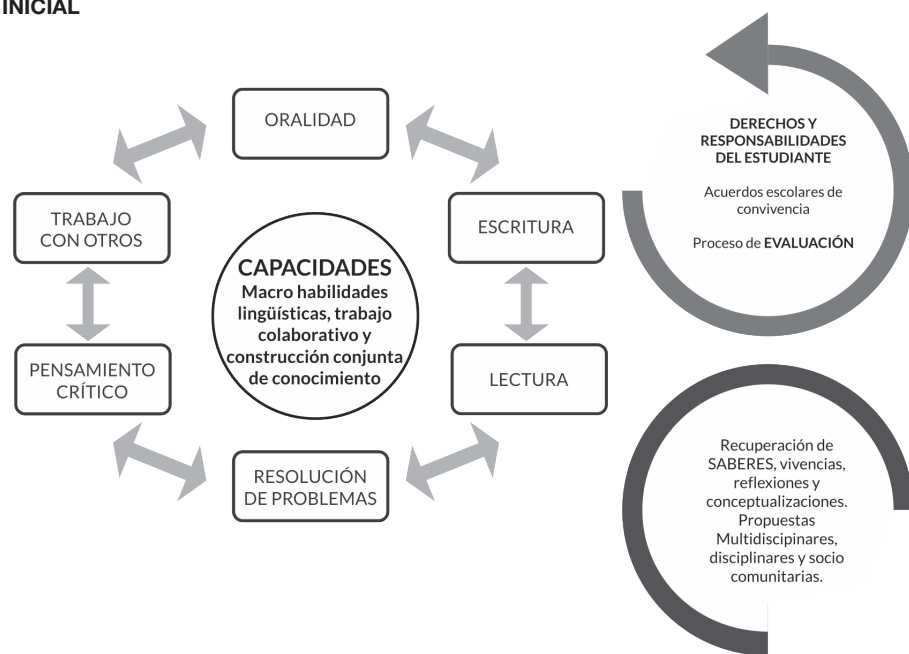 INICIAL
ORALIDAD
TRABAJO
CON OTROS
ESCRITURA
CAPACIDADES
Macro habilidades
lingüísticas, trabajo
colaborativo y
construcción conjunta
de conocimiento
PENSAMIENTO
CRÍTICO
LECTURA
RESOLUCIÓN
DE PROBLEMAS
DERECHOS Y
RESPONSABILIDADES
DEL ESTUDIANTE
Acuerdos escolares de
convivencia
Proceso de EVALUACIÓN
Recuperación de
SABERES, vivencias,
reflexiones y
conceptualizaciones.
Propuestas
Multidiscipinares,
disciplinares y socio
comunitarias.